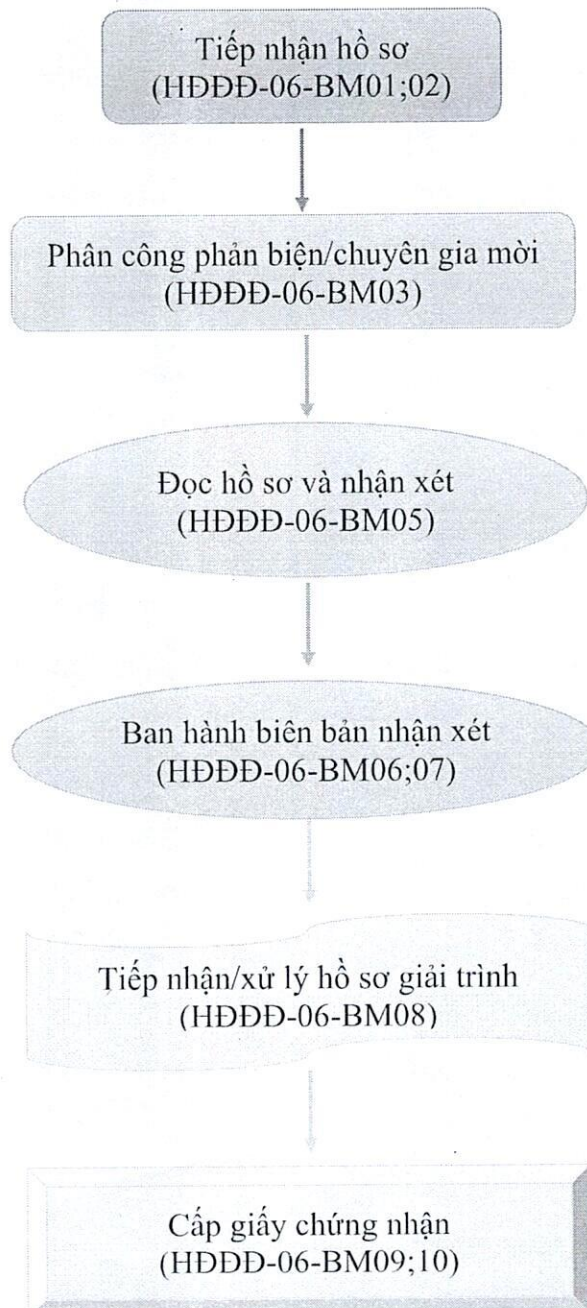 Tiếp nhận hồ sơ
(HĐĐĐ-06-BM01;02)
Phân công phản biện/chuyên gia mời
(HĐĐĐ-06-BM03)
Đọc hồ sơ và nhận xét
(HĐĐĐ-06-BM05)
Ban hành biên bản nhận xét
(HĐĐĐ-06-BM06;07)
Tiếp nhận/xử lý hồ sơ giải trình
(HĐĐĐ-06-BM08)
Cấp giấy chứng nhận
(HĐĐĐ-06-BM09;10)